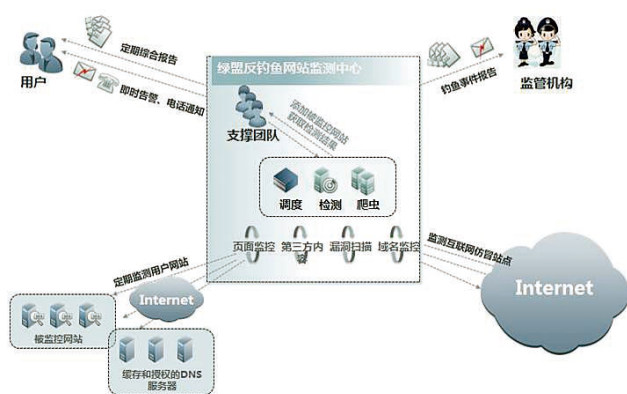 定期综合报告
用户
即时告警、电话通知
绿盟反钓鱼网站监测中心
支撑团队
添加被监控网站
获取检测结果
钓鱼事件报告
监管机构
调度
检测
爬虫
页面监控
第三方内
容
漏洞扫描
域名监控
定期监测用户网站
监测互联网仿冒站点
Internet
Internet
被监控网站
缓存和授权的DNS
服务器